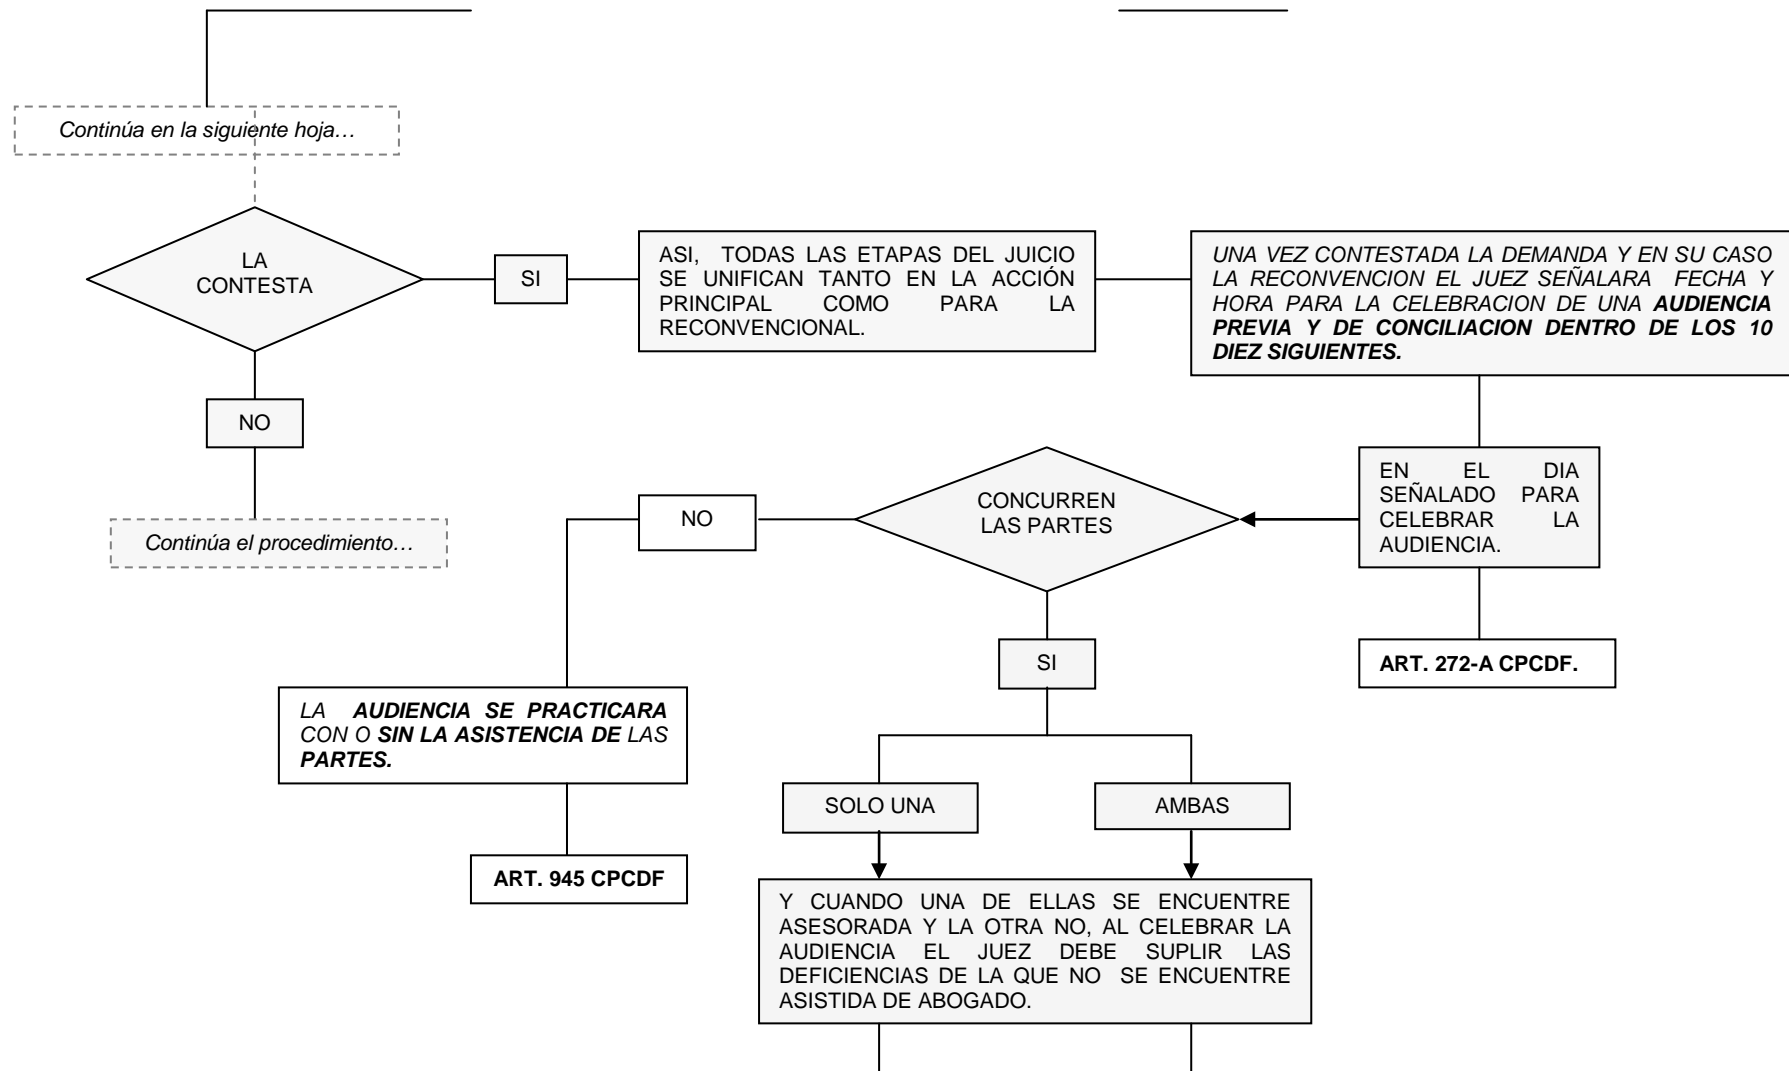 Continúa en la siguiente hoja…
LA
CONTESTA
SI
ASI, TODAS LAS ETAPAS DEL JUICIO
SE UNIFICAN TANTO EN LA ACCIÓN
PRINCIPAL COMO PARA LA
RECONVENCIONAL.
UNA VEZ CONTESTADA LA DEMANDA Y EN SU CASO
LA RECONVENCION EL JUEZ SEÑALARA FECHA Y
HORA PARA LA CELEBRACION DE UNA AUDIENCIA
PREVIA Y DE CONCILIACION DENTRO DE LOS 10
DIEZ SIGUIENTES.
NO
Continúa el procedimiento…
EN EL DIA
SEÑALADO PARA
CELEBRAR LA
AUDIENCIA.
CONCURREN
LAS PARTES
NO
SI
ART. 272-A CPCDF.
LA AUDIENCIA SE PRACTICARA
CON O SIN LA ASISTENCIA DE LAS
PARTES.
SOLO UNA
AMBAS
ART. 945 CPCDF
Y CUANDO UNA DE ELLAS SE ENCUENTRE
ASESORADA Y LA OTRA NO, AL CELEBRAR LA
AUDIENCIA EL JUEZ DEBE SUPLIR LAS
DEFICIENCIAS DE LA QUE NO SE ENCUENTRE
ASISTIDA DE ABOGADO.